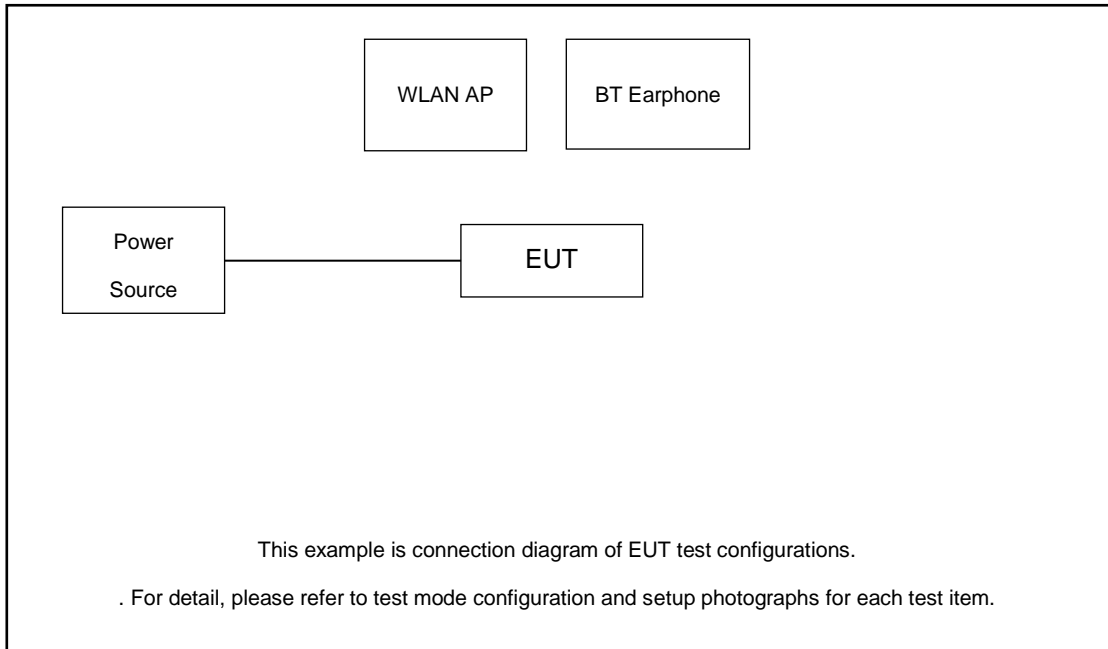 WLAN AP
BT Earphone
Power
Source
EUT
This example is connection diagram of EUT test configurations.
. For detail, please refer to test mode configuration and setup photographs for each test item.